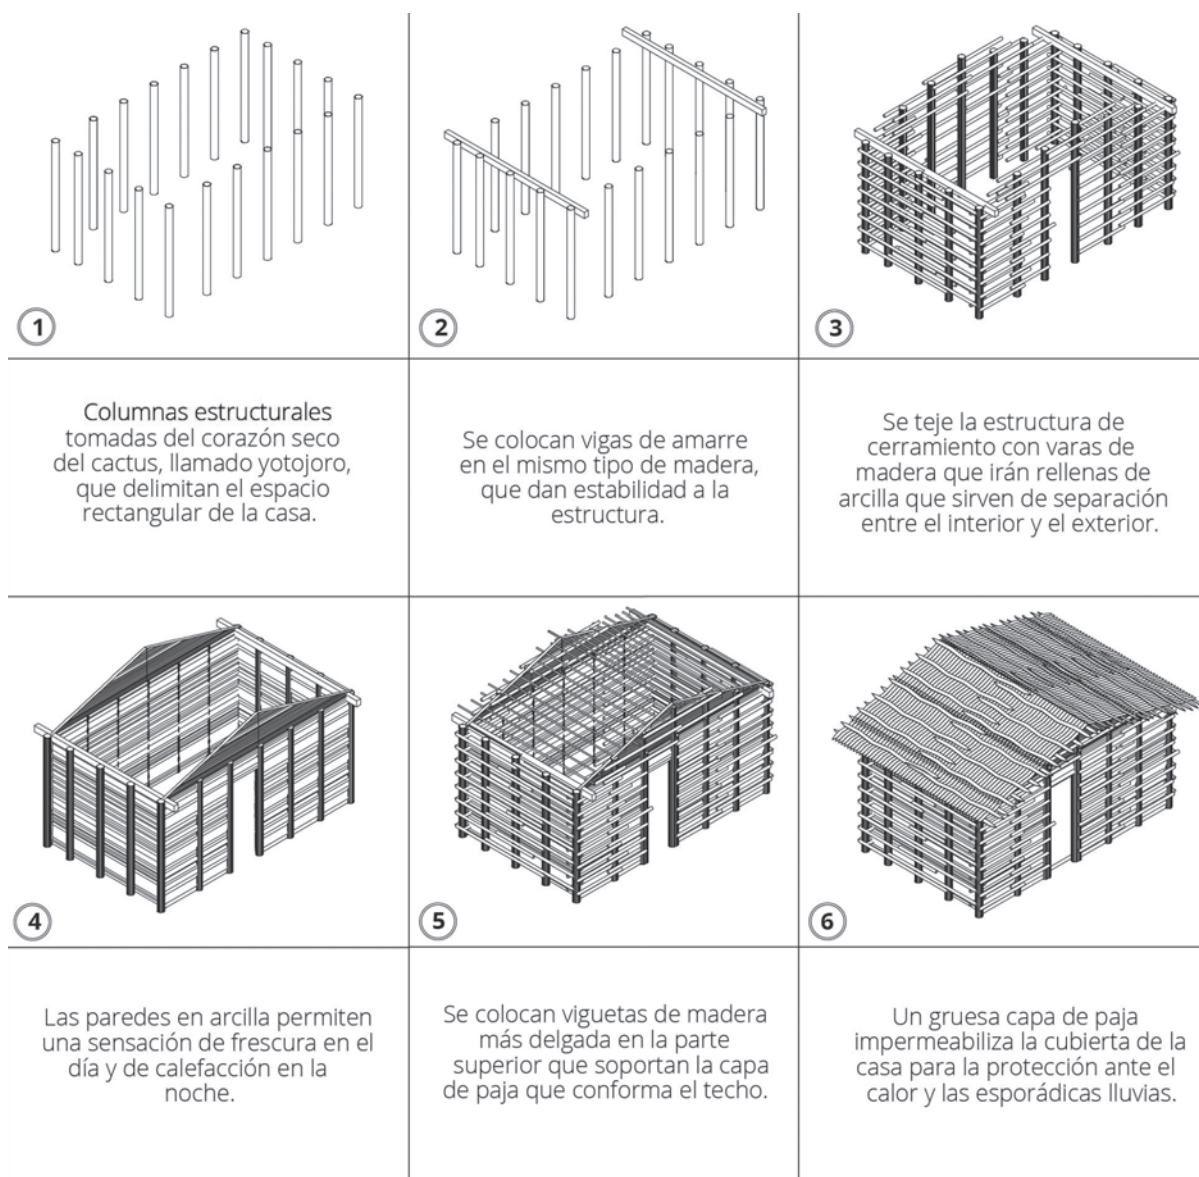 1
2
3
Columnas estructurales
tomadas del corazón seco
del cactus, llamado yotojoro,
que delimitan el espacio
rectangular de la casa.
Se colocan vigas de amarre
en el mismo tipo de madera,
que dan estabilidad a la
estructura.
Se teje la estructura de
cerramiento con varas de
madera que irán rellenas de
arcilla que sirven de separación
entre el interior y el exterior.
4
5
6
Las paredes en arcilla permiten
una sensación de frescura en el
día y de calefacción en la
noche.
Se colocan viguetas de madera
más delgada en la parte
superior que soportan la capa
de paja que conforma el techo.
Un gruesa capa de paja
impermeabiliza la cubierta de la
casa para la protección ante el
calor y las esporádicas lluvias.